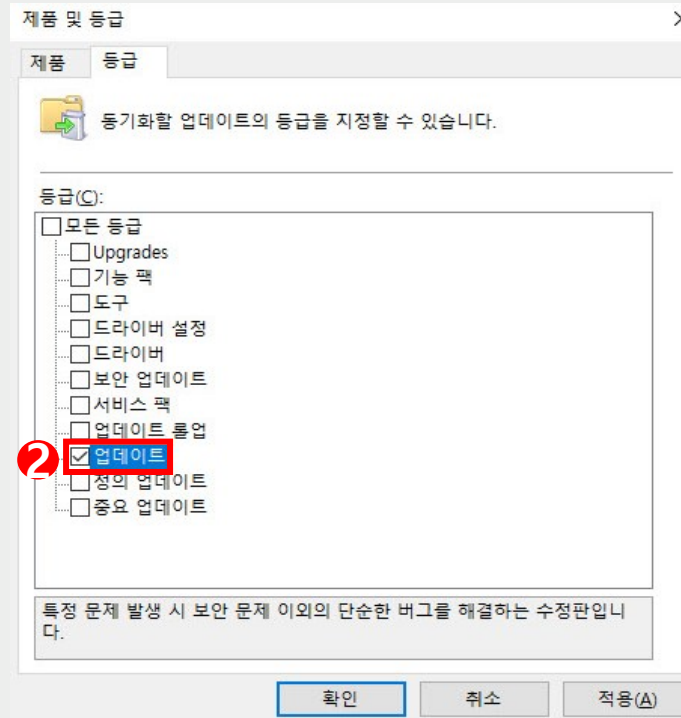 제품 및 등급
제품 등급
동기화할 업데이트의 등급을 지정할 수 있습니다.
등급(C):
모든 등급
Upgrades
기능 팩
도구
드라이버 설정
드라이버
보안 업데이트
서비스 팩
업데이트 롤업
2 업데이트
정의 업데이트
중요 업데이트
특정 문제 발생 시 보안 문제 이외의 단순한 버그를 해결하는 수정판입니
다.
확인 취소 적용(A)